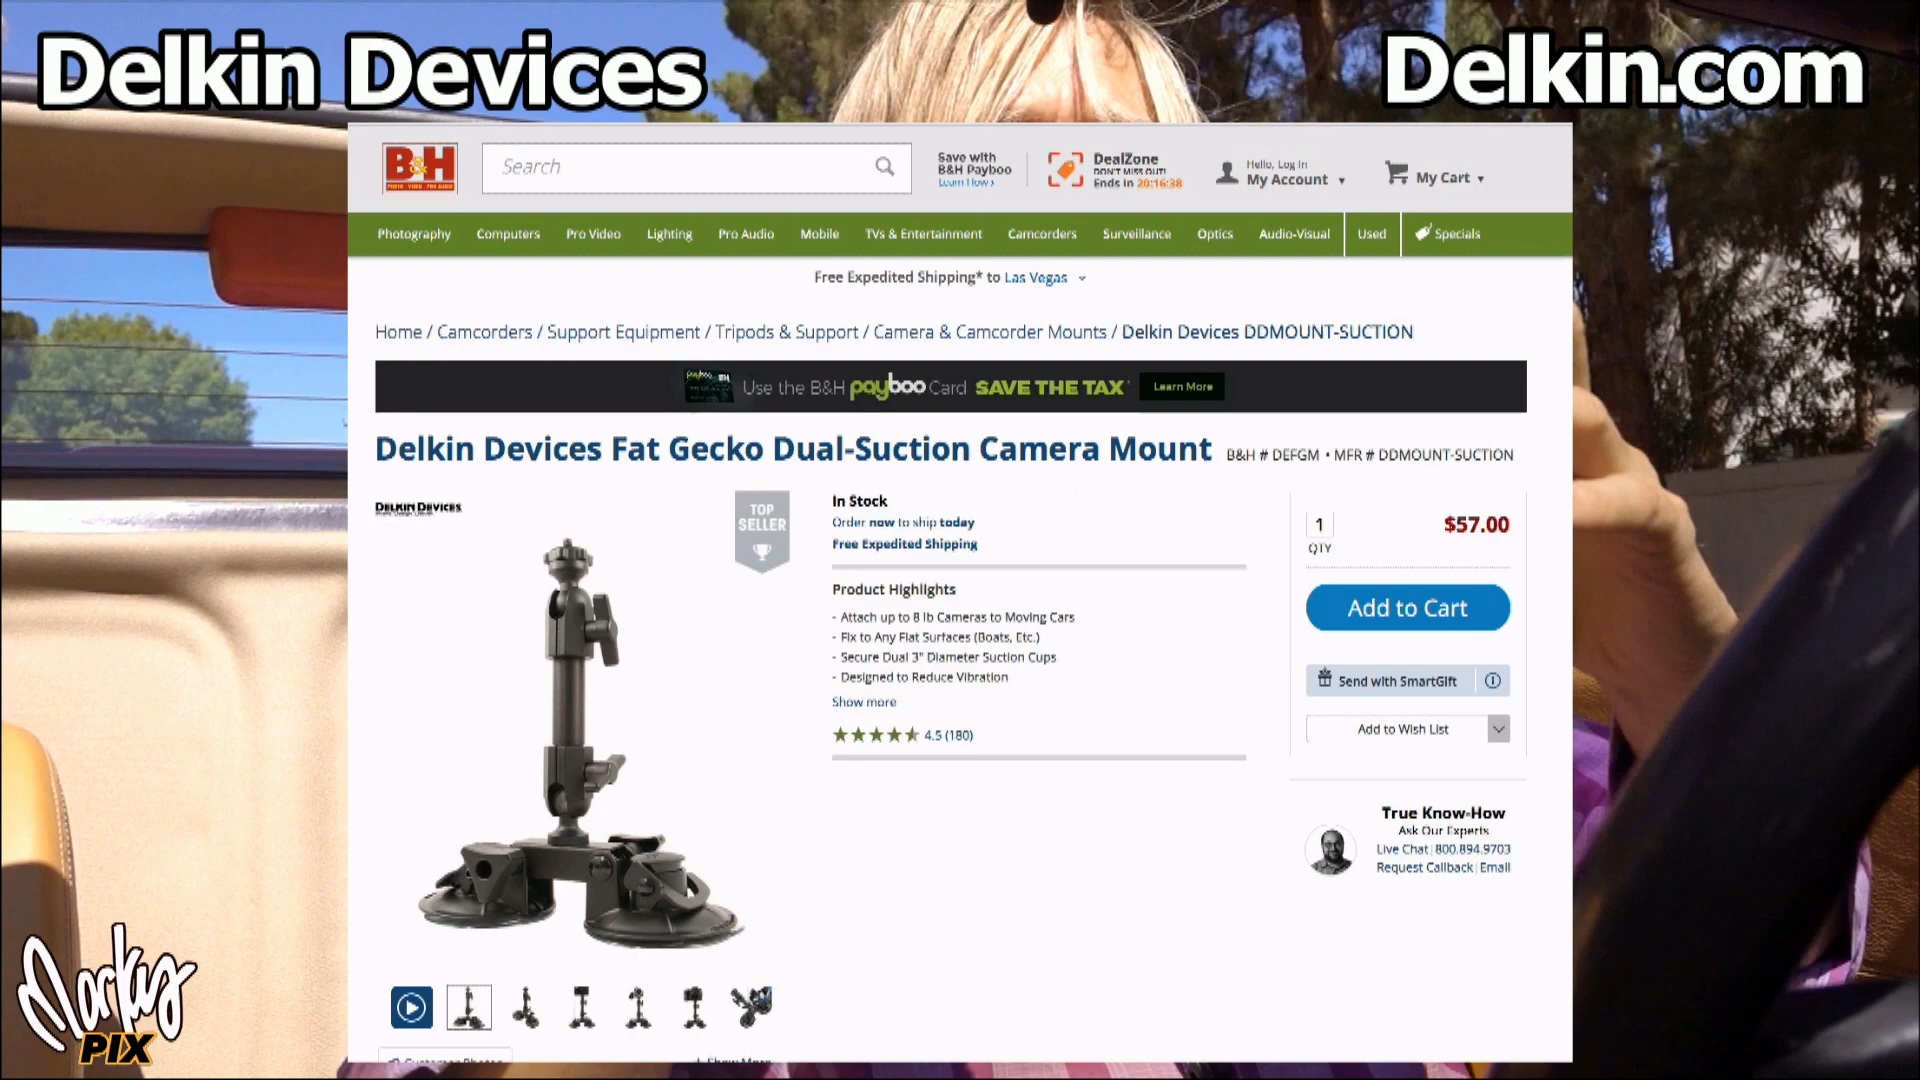 Delkin Devices
Delkin.com
B&H
PHOTO · VIDEO · PRO AUDIO
Search
Save with
B&H Payboo
Learn How ›
DealZone
DON'T MISS OUT!
Ends in 20:16:38
Hello, Log In
My Account
My Cart
Photography
Computers
Pro Video
Lighting
Pro Audio
Mobile
TVs & Entertainment
Camcorders
Surveillance
Optics
Audio-Visual
Used
Specials
Free Expedited Shipping* to Las Vegas
Home / Camcorders / Support Equipment / Tripods & Support / Camera & Camcorder Mounts / Delkin Devices DDMOUNT-SUCTION
Use the B&H payboo Card SAVE THE TAX
Learn More
Delkin Devices Fat Gecko Dual-Suction Camera Mount
B&H # DEFGM • MFR # DDMOUNT-SUCTION
DELKIN DEVICES
TOP
SELLER
In Stock
Order now to ship today
Free Expedited Shipping
Product Highlights
- Attach up to 8 lb Cameras to Moving Cars
- Fix to Any Flat Surfaces (Boats, Etc.)
- Secure Dual 3" Diameter Suction Cups
- Designed to Reduce Vibration
Show more
4.5 (180)
1
QTY
$57.00
Add to Cart
Send with SmartGift
Add to Wish List
True Know-How
Ask Our Experts
Live Chat | 800.894.9703
Request Callback | Email
Markus
PIX